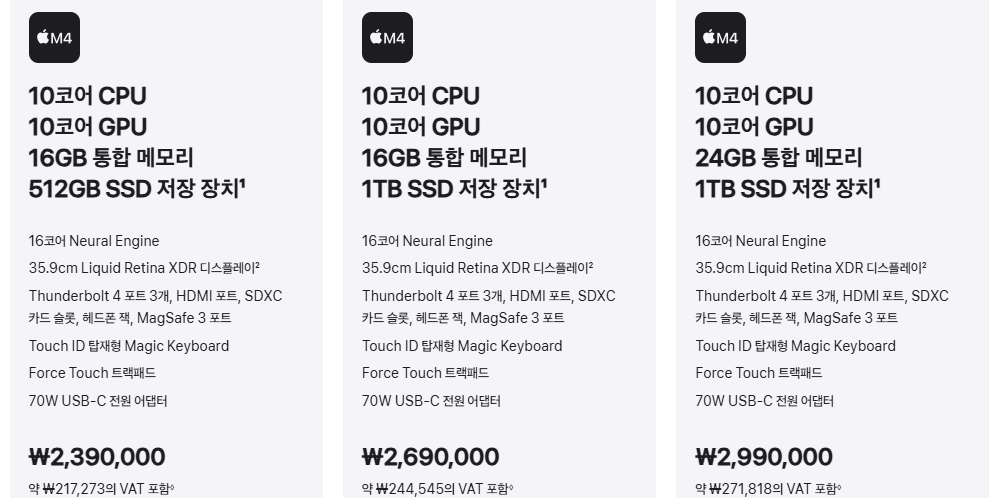 M4
10코어 CPU
10코어 GPU
16GB 통합 메모리
512GB SSD 저장 장치¹
16코어 Neural Engine
35.9cm Liquid Retina XDR 디스플레이²
Thunderbolt 4 포트 3개, HDMI 포트, SDXC
카드 슬롯, 헤드폰 잭, MagSafe 3 포트
Touch ID 탑재형 Magic Keyboard
Force Touch 트랙패드
70W USB-C 전원 어댑터
₩2,390,000
약 ₩217,273의 VAT 포함◊
M4
10코어 CPU
10코어 GPU
16GB 통합 메모리
1TB SSD 저장 장치¹
16코어 Neural Engine
35.9cm Liquid Retina XDR 디스플레이²
Thunderbolt 4 포트 3개, HDMI 포트, SDXC
카드 슬롯, 헤드폰 잭, MagSafe 3 포트
Touch ID 탑재형 Magic Keyboard
Force Touch 트랙패드
70W USB-C 전원 어댑터
₩2,690,000
약 ₩244,545의 VAT 포함◊
M4
10코어 CPU
10코어 GPU
24GB 통합 메모리
1TB SSD 저장 장치¹
16코어 Neural Engine
35.9cm Liquid Retina XDR 디스플레이²
Thunderbolt 4 포트 3개, HDMI 포트, SDXC
카드 슬롯, 헤드폰 잭, MagSafe 3 포트
Touch ID 탑재형 Magic Keyboard
Force Touch 트랙패드
70W USB-C 전원 어댑터
₩2,990,000
약 ₩271,818의 VAT 포함◊